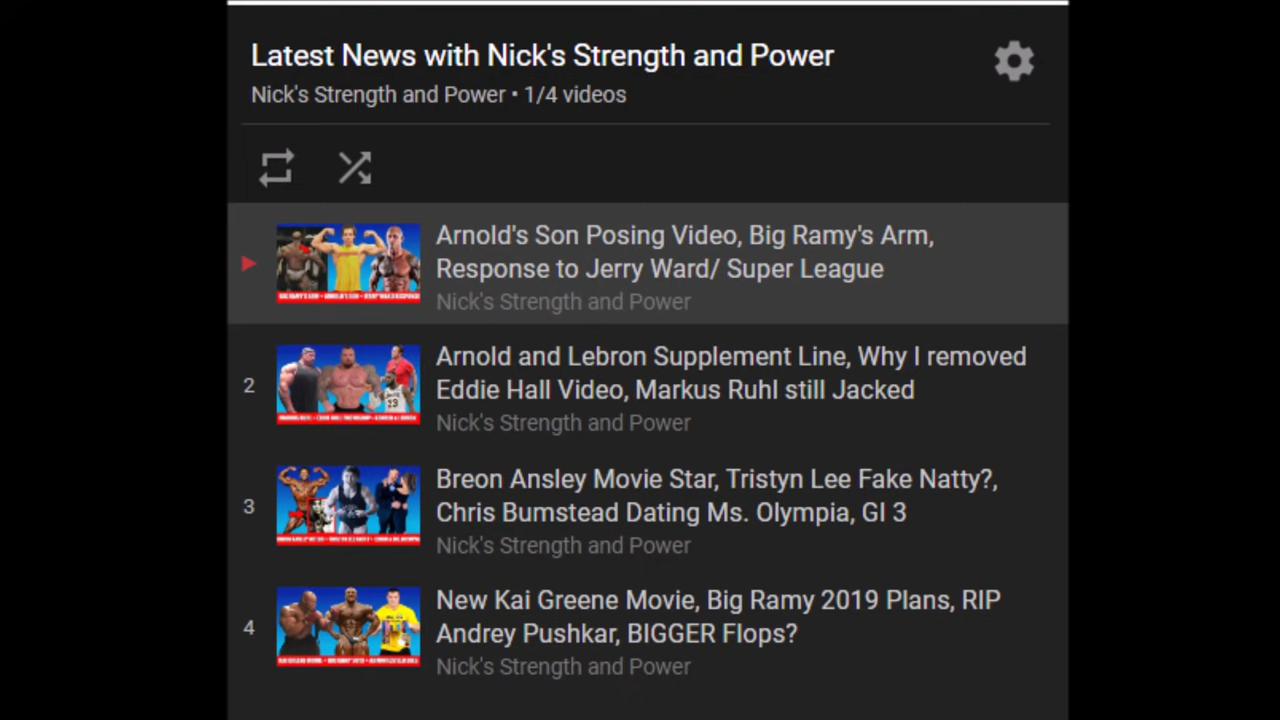 Latest News with Nick's Strength and Power
Nick's Strength and Power • 1/4 videos
Arnold's Son Posing Video, Big Ramy's Arm,
Response to Jerry Ward/ Super League
Nick's Strength and Power
2
Arnold and Lebron Supplement Line, Why I removed
Eddie Hall Video, Markus Ruhl still Jacked
Nick's Strength and Power
23
3
Breon Ansley Movie Star, Tristyn Lee Fake Natty?,
Chris Bumstead Dating Ms. Olympia, GI 3
Nick's Strength and Power
4
New Kai Greene Movie, Big Ramy 2019 Plans, RIP
Andrey Pushkar, BIGGER Flops?
Nick's Strength and Power